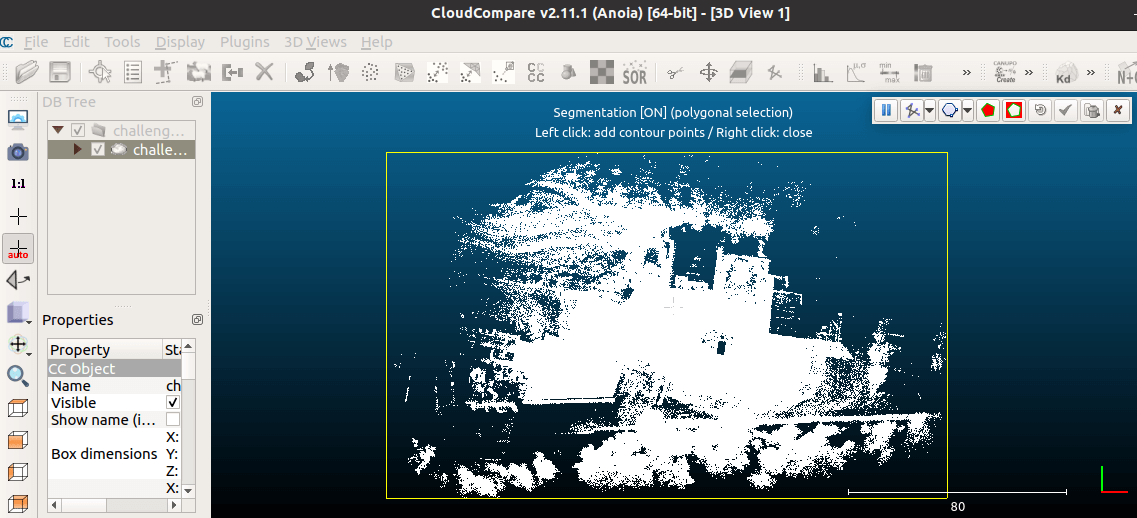 CloudCompare v2.11.1 (Anoia) [64-bit] - [3D View 1]
CC File Edit Tools Display Plugins 3D Views Help
CC
CC
SOR
μ,σ
min
max
»
CANUPO
Create
»
Kd
»
N+C
DB Tree
challeng...
challe...
Segmentation [ON] (polygonal selection)
Left click: add contour points / Right click: close
1:1
auto
Properties
Property Sta
CC Object
Name ch
Visible
Show name (i...
X:
Box dimensions Y:
Z:
X:
80